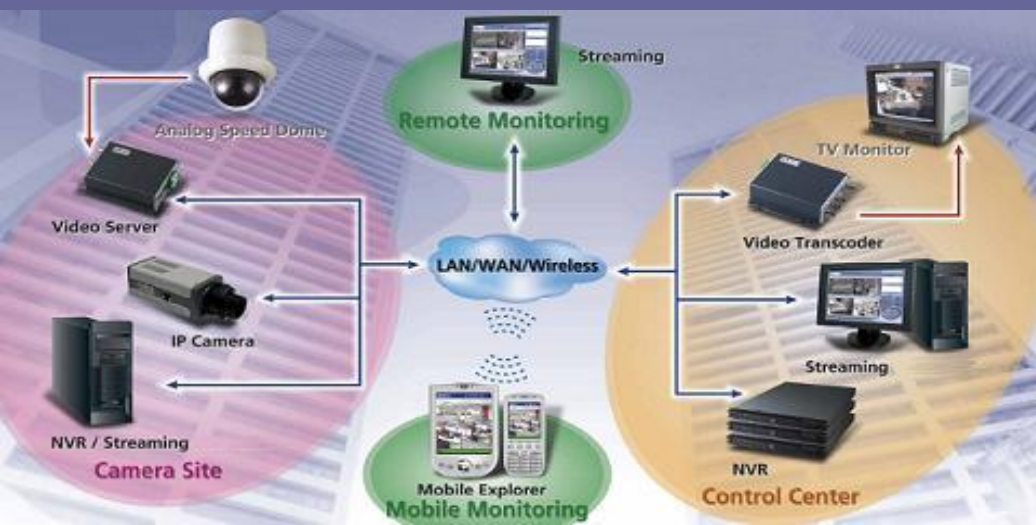 Streaming
Remote Monitoring
Analog Speed Dome
Video Server
IP Camera
NVR / Streaming
Camera Site
LAN/WAN/Wireless
Mobile Explorer
Mobile Monitoring
TV Monitor
Video Transcoder
Streaming
NVR
Control Center